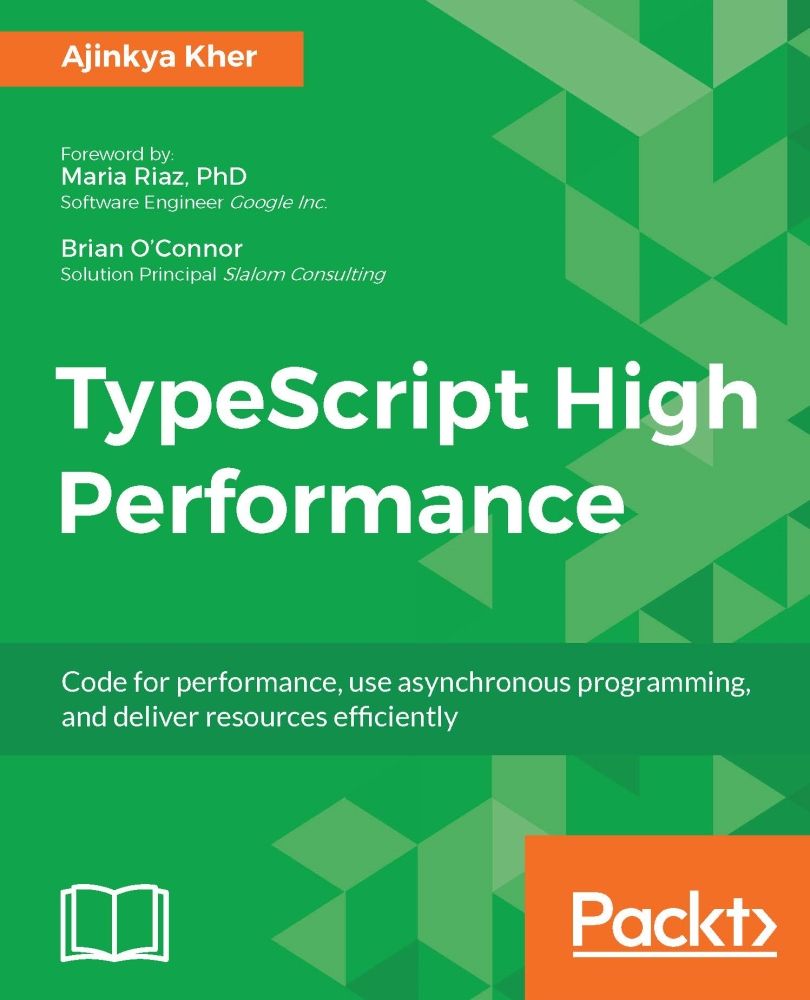 Ajinkya Kher
Foreword by:
Maria Riaz, PhD
Software Engineer Google Inc.
Brian O’Connor
Solution Principal Slalom Consulting
TypeScript High
Performance
Code for performance, use asynchronous programming,
and deliver resources efficiently
Packt>